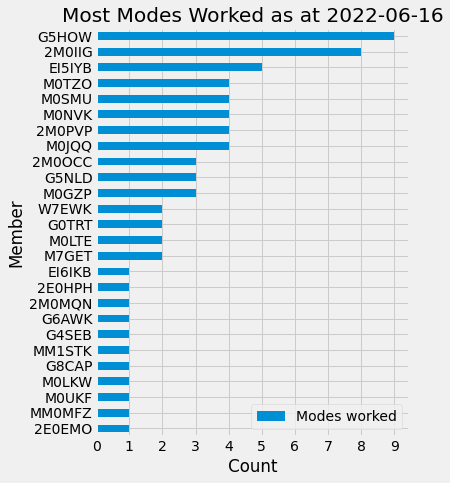 Most Modes Worked as at 2022-06-16
G5HOW
2M0IIG
EI5IYB
M0TZO
M0SMU
M0NVK
2M0PVP
M0JQQ
2M0OCC
G5NLD
M0GZP
W7EWK
G0TRT
M0LTE
M7GET
EI6IKB
2E0HPH
2M0MQN
G6AWK
G4SEB
MM1STK
G8CAP
M0LKW
M0UKF
MM0MFZ
2E0EMO
Member
Modes worked
0 1 2 3 4 5 6 7 8 9
Count